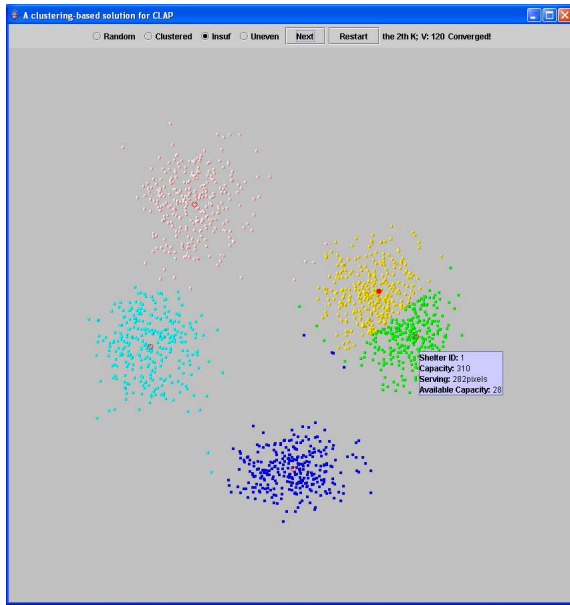 A clustering-based solution for CLAP
Random Clustered Insuf Uneven Next Restart the 2th K; V: 120 Converged!
Shelter ID: 1
Capacity: 310
Serving: 282pixels
Available Capacity: 28